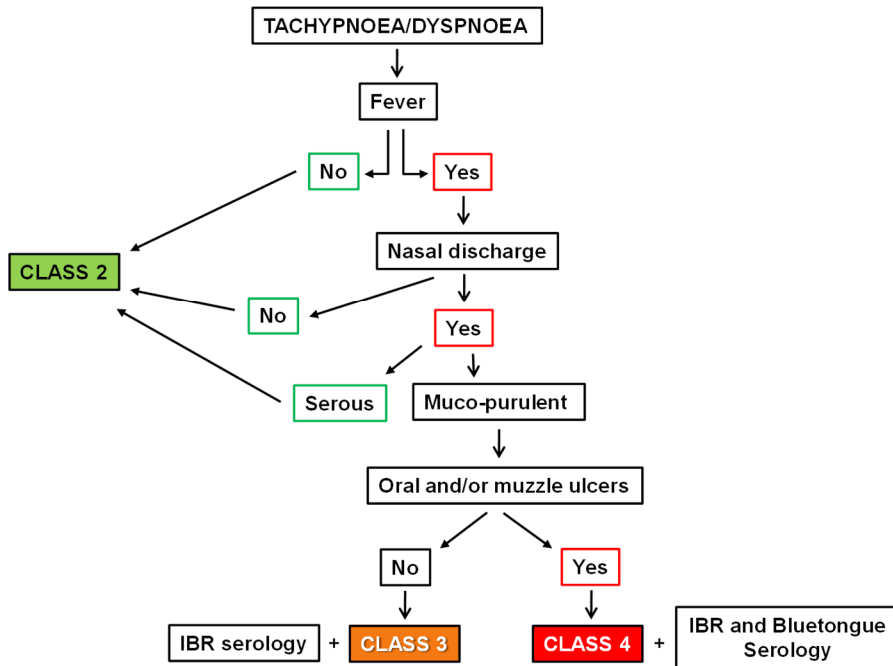 TACHYPNOEA/DYSPNOEA
Fever
No
Yes
Nasal discharge
CLASS 2
No
Yes
Serous
Muco-purulent
Oral and/or muzzle ulcers
No
Yes
IBR serology + CLASS 3
CLASS 4 + IBR and Bluetongue
Serology